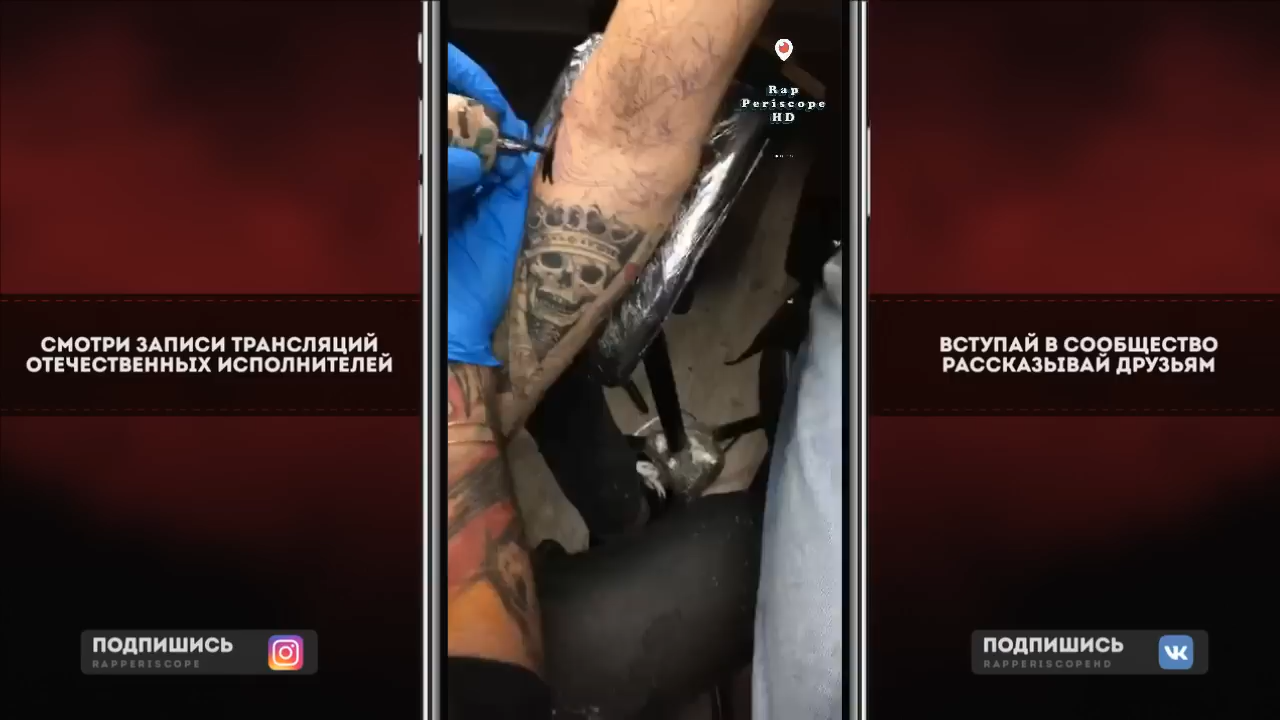 Rap
Periscope
HD
СМОТРИ ЗАПИСИ ТРАНСЛЯЦИЙ
ОТЕЧЕСТВЕННЫХ ИСПОЛНИТЕЛЕЙ
ВСТУПАЙ В СООБЩЕСТВО
РАССКАЗЫВАЙ ДРУЗЬЯМ
ПОДПИШИСЬ
RAPPERISCOPE
ПОДПИШИСЬ
RAPPERISCOPEHD